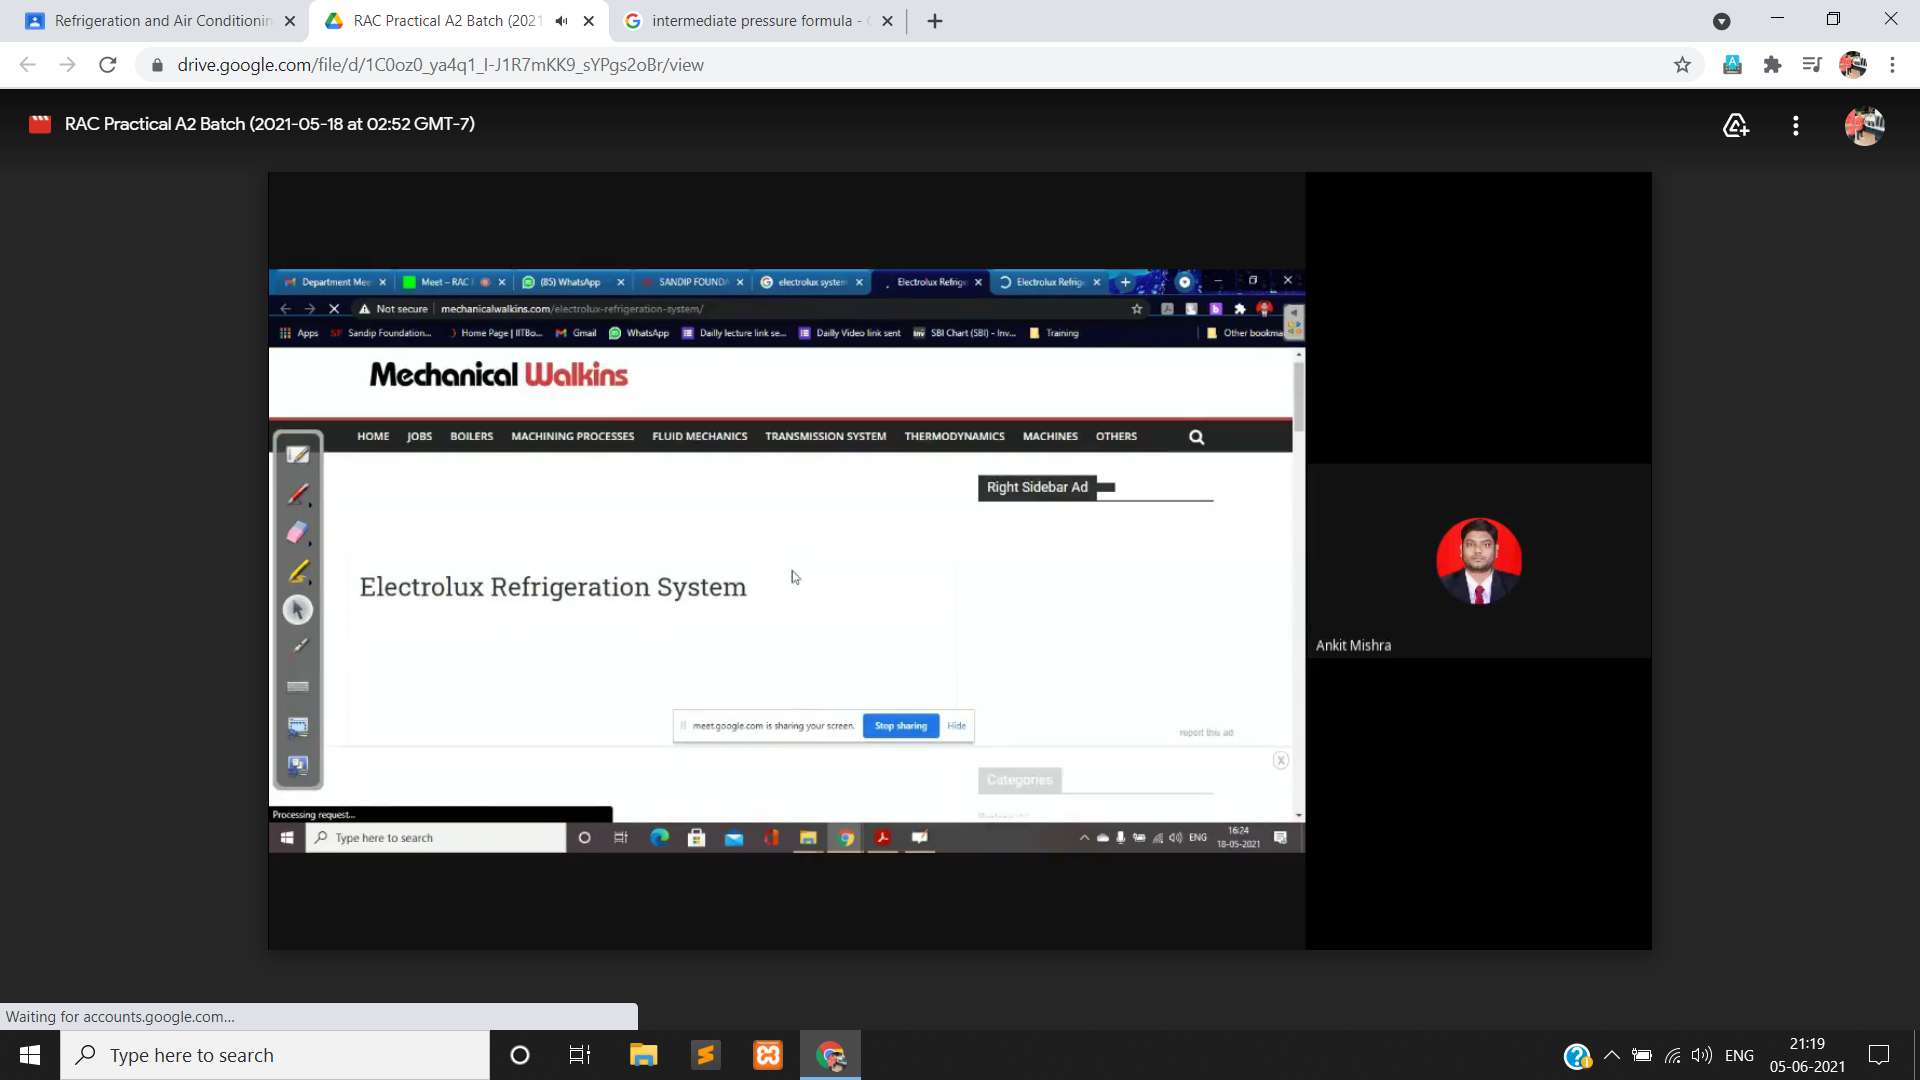 Refrigeration and Air Conditionin
RAC Practical A2 Batch (2021
intermediate pressure formula -
drive.google.com/file/d/1C0oz0_ya4q1_l-J1R7mKK9_sYPgs2oBr/view
RAC Practical A2 Batch (2021-05-18 at 02:52 GMT-7)
Department Mee
Meet – RAC
(85) WhatsApp
SANDIP FOUNDA
electrolux system
Electrolux Refrig
Electrolux Refrig
Not secure
mechanicalwalkins.com/electrolux-refrigeration-system/
Apps
SF
Sandip Foundation...
Home Page | IITBo...
Gmail
WhatsApp
Dailly lecture link se...
Dailly Video link sent
inv
SBI Chart (SBI) – Inv...
Training
Other bookma
Mechanical Walkins
HOME
JOBS
BOILERS
MACHINING PROCESSES
FLUID MECHANICS
TRANSMISSION SYSTEM
THERMODYNAMICS
MACHINES
OTHERS
Right Sidebar Ad
Electrolux Refrigeration System
meet.google.com is sharing your screen.
Stop sharing
Hide
report this ad
Categories
Ankit Mishra
Processing request...
Type here to search
ENG
16:24
18-05-2021
Waiting for accounts.google.com...
Type here to search
ENG
21:19
05-06-2021